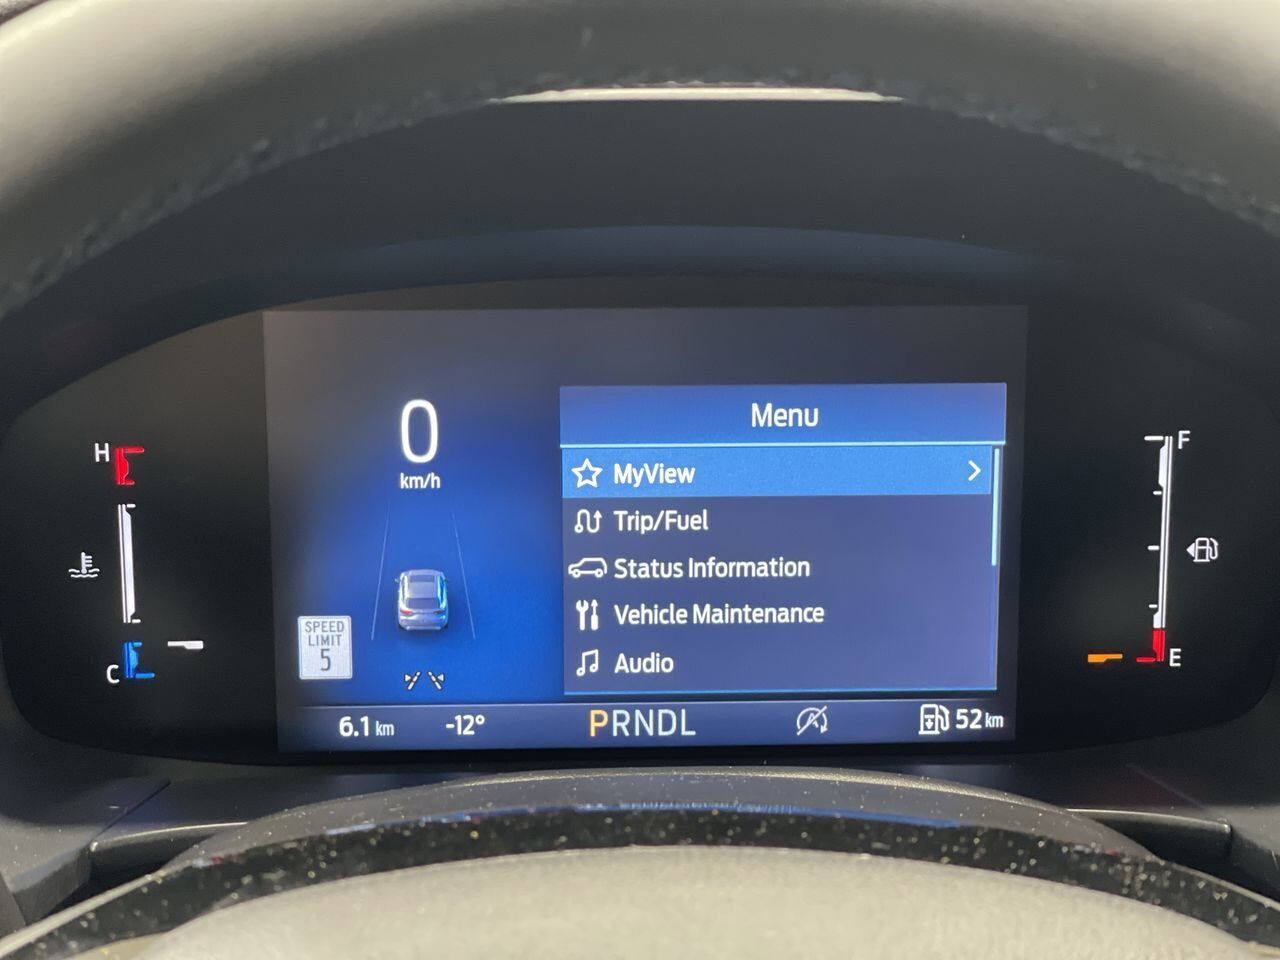 H
C
0
km/h
SPEED
LIMIT
5
Menu
MyView
Trip/Fuel
Status Information
Vehicle Maintenance
Audio
6.1 km
-12°
PRNDL
52 km
F
E